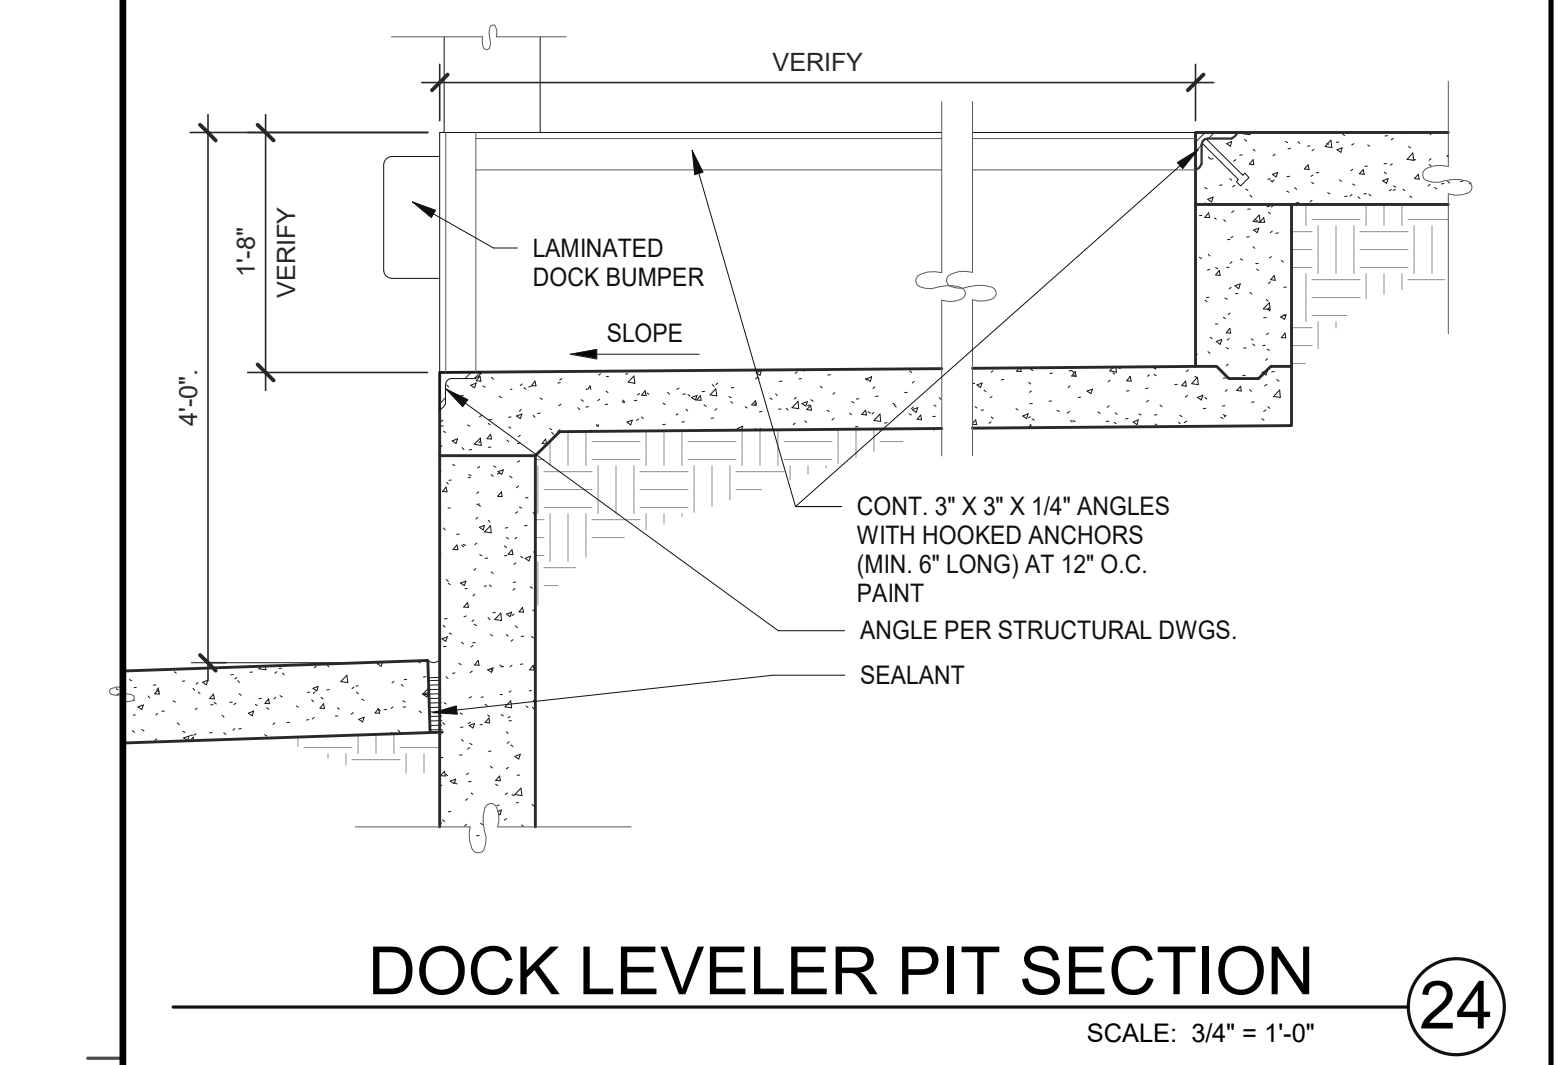 VERIFY
1'-8"
VERIFY
4'-0".
LAMINATED
DOCK BUMPER
SLOPE
CONT. 3" X 3" X 1/4" ANGLES
WITH HOOKED ANCHORS
(MIN. 6" LONG) AT 12" O.C.
PAINT
ANGLE PER STRUCTURAL DWGS.
SEALANT
DOCK LEVELER PIT SECTION
24
SCALE: 3/4" = 1'-0"